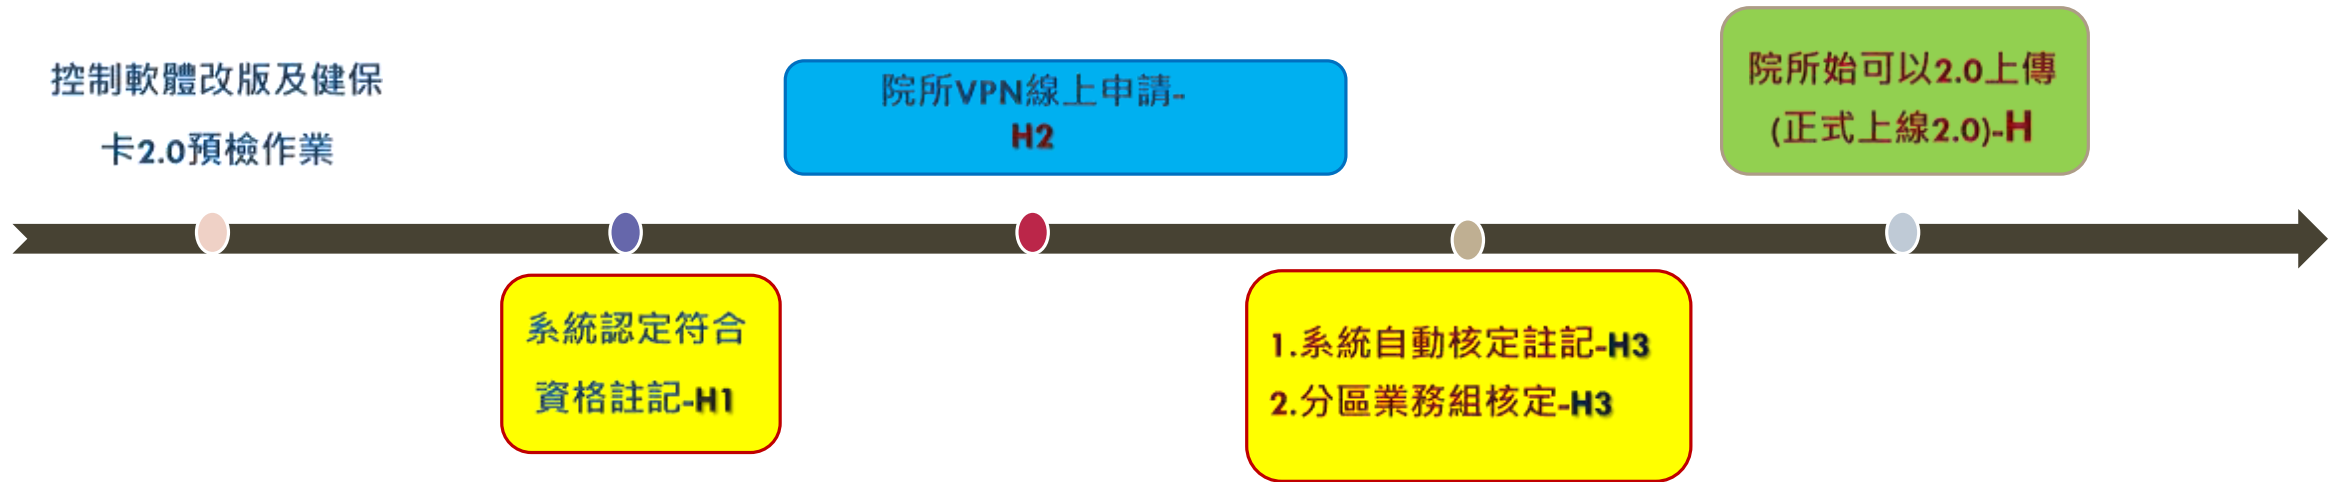 控制軟體改版及健保
卡2.0預檢作業
系統認定符合
資格註記-H1
院所VPN線上申請-
H2
1.系統自動核定註記-H3
2.分區業務組核定-H3
院所始可以2.0上傳
(正式上線2.0)-H